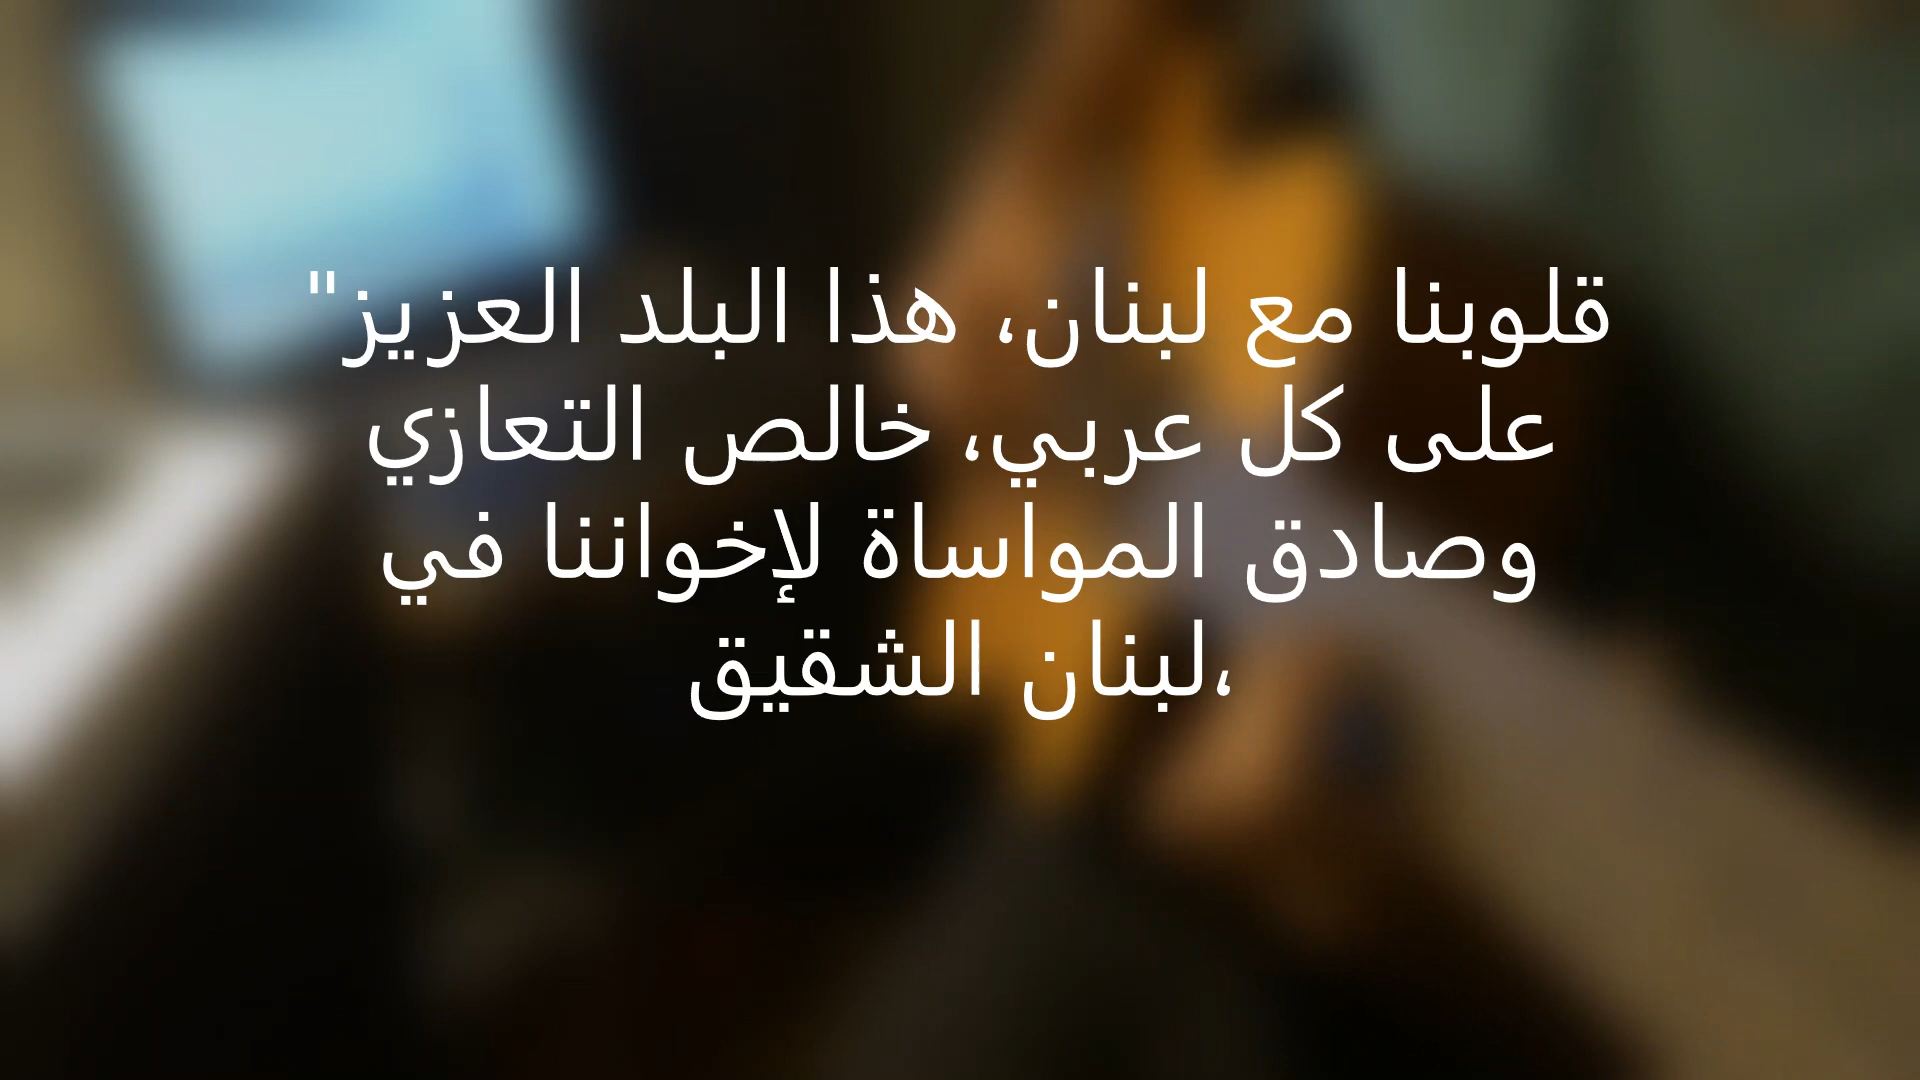 "قلوبنا مع لبنان، هذا البلد العزيز
على كل عربي، خالص التعازي
وصادق المواساة لإخواننا في
لبنان الشقيق،